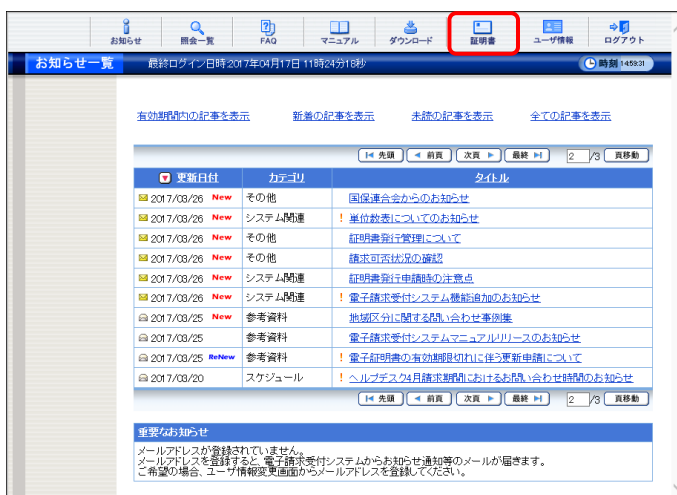 お知らせ 照会一覧 FAQ マニュアル ダウンロード 証明書 ユーザ情報 ログアウト
お知らせ一覧 最終ログイン日時:2017年04月17日 11時24分18秒 時刻 14:59:31
有効期間内の記事を表示 新着の記事を表示 未読の記事を表示 全ての記事を表示
先頭 前頁 次頁 最終 2 /3 頁移動
更新日付 カテゴリ タイトル
2017/03/26 New その他 国保連合会からのお知らせ
2017/03/26 New システム関連 ! 単位数表についてのお知らせ
2017/03/26 New その他 証明書発行管理について
2017/03/26 New その他 請求可否状況の確認
2017/03/26 New システム関連 証明書発行申請時の注意点
2017/03/26 New システム関連 ! 電子請求受付システム機能追加のお知らせ
2017/03/25 New 参考資料 地域区分に関する問い合わせ事例集
2017/03/25 参考資料 電子請求受付システムマニュアルリリースのお知らせ
2017/03/25 ReNew 参考資料 ! 電子証明書の有効期限切れに伴う更新申請について
2017/03/20 スケジュール ! ヘルプデスク4月請求期間におけるお問い合わせ時間のお知らせ
先頭 前頁 次頁 最終 2 /3 頁移動
重要なお知らせ
メールアドレスが登録されていません。
メールアドレスを登録すると、電子請求受付システムからお知らせ通知等のメールが届きます。
ご希望の場合、ユーザ情報変更画面からメールアドレスを登録してください。